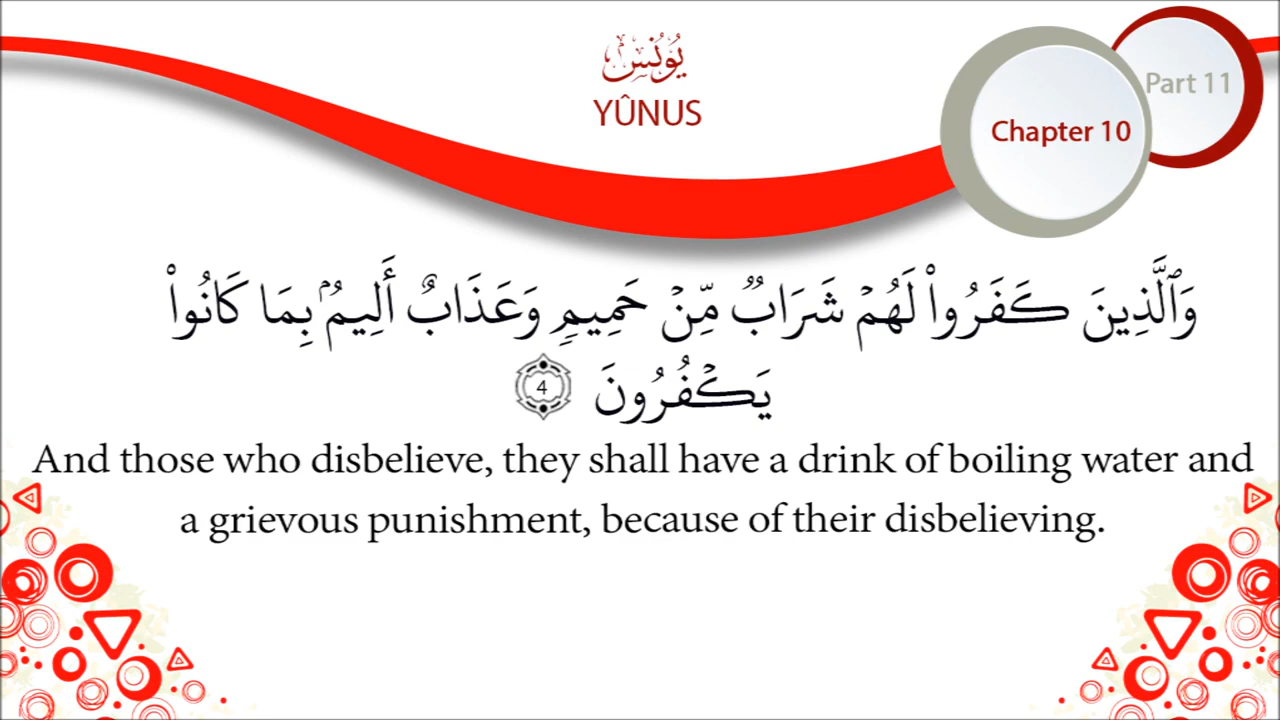 يُونُس
YÛNUS
Part 11
Chapter 10
وَٱلَّذِينَ كَفَرُواْ لَهُمْ شَرَابٌ مِّنْ حَمِيمٍ وَعَذَابٌ أَلِيمُۢ بِمَا كَانُواْ
يَكْفُرُونَ 4
And those who disbelieve, they shall have a drink of boiling water and
a grievous punishment, because of their disbelieving.